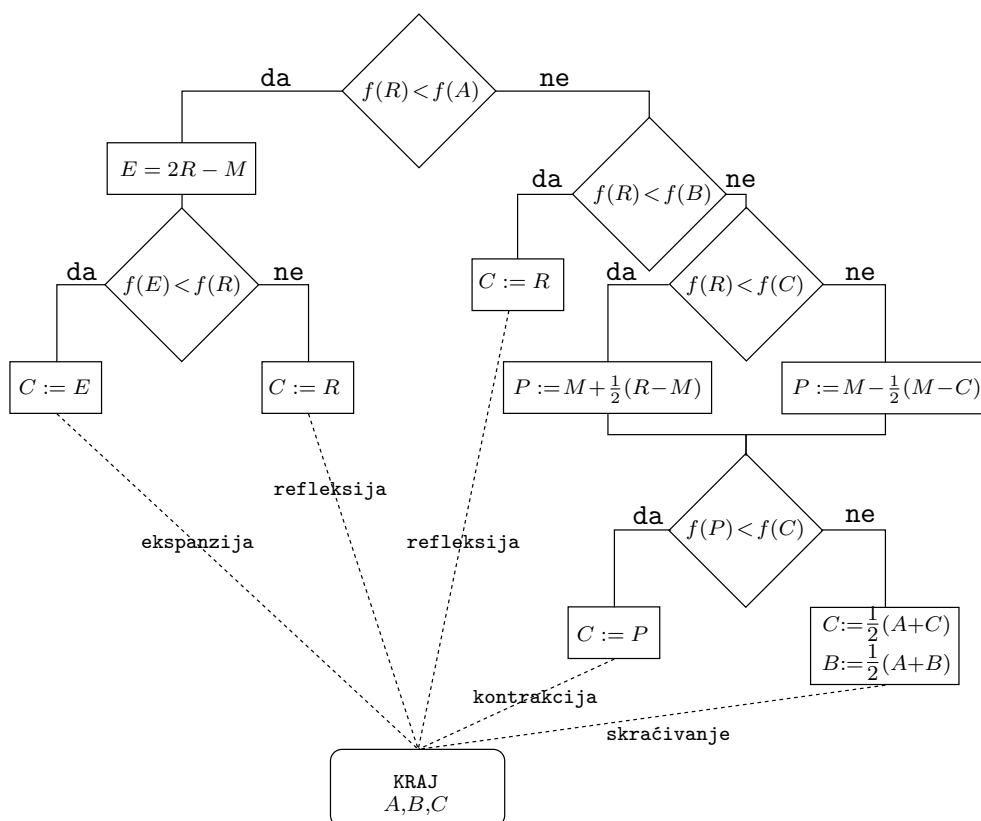 f(R)<f(A)
da
ne
E = 2R − M
f(R)<f(B)
da
ne
f(E)<f(R)
da
ne
C := R
f(R)<f(C)
da
ne
C := E
C := R
P := M+½(R−M)
P := M−½(M−C)
refleksija
ekspanzija
refleksija
f(P)<f(C)
da
ne
C := P
C:=½(A+C)
B:=½(A+B)
kontrakcija
skraćivanje
KRAJ
A,B,C